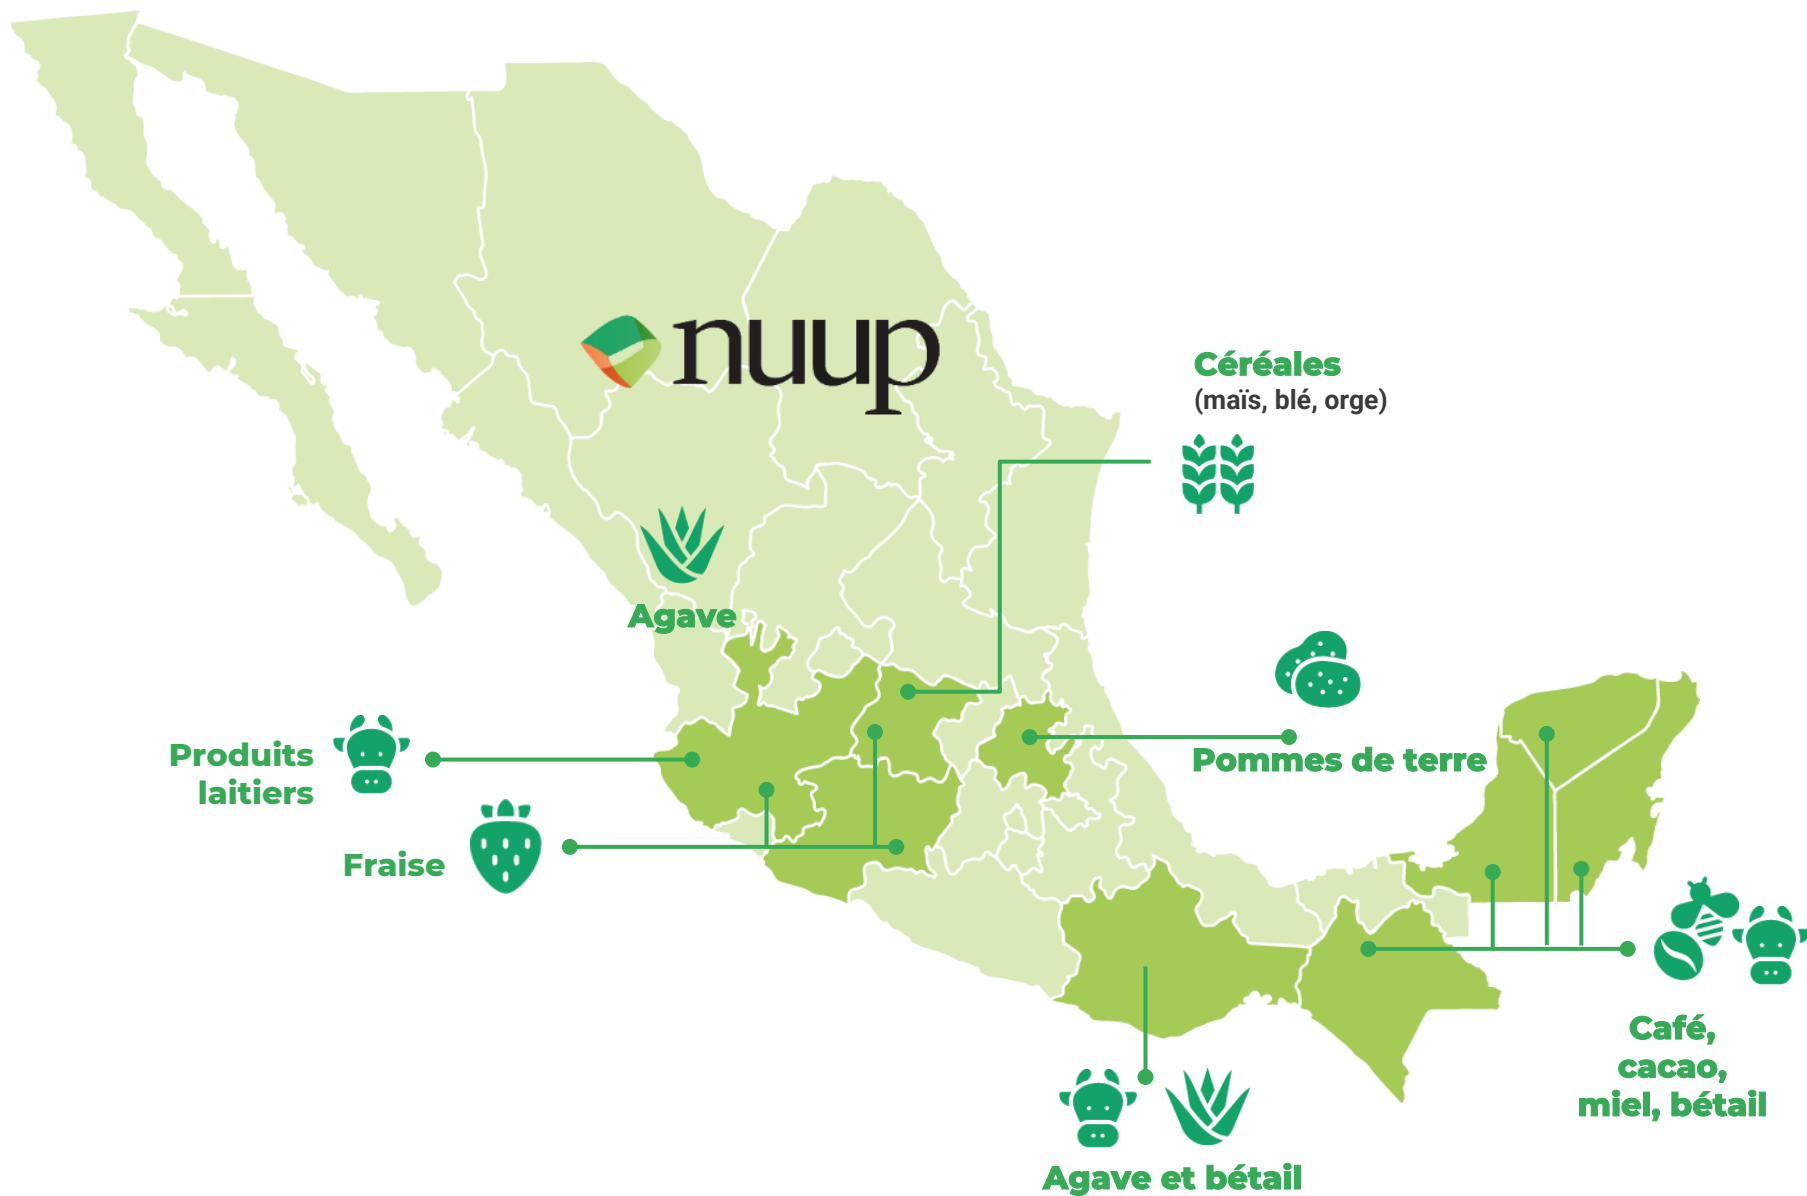 nuup
Céréales
(maïs, blé, orge)
Agave
Produits
laitiers
Pommes de terre
Fraise
Café,
cacao,
miel, bétail
Agave et bétail